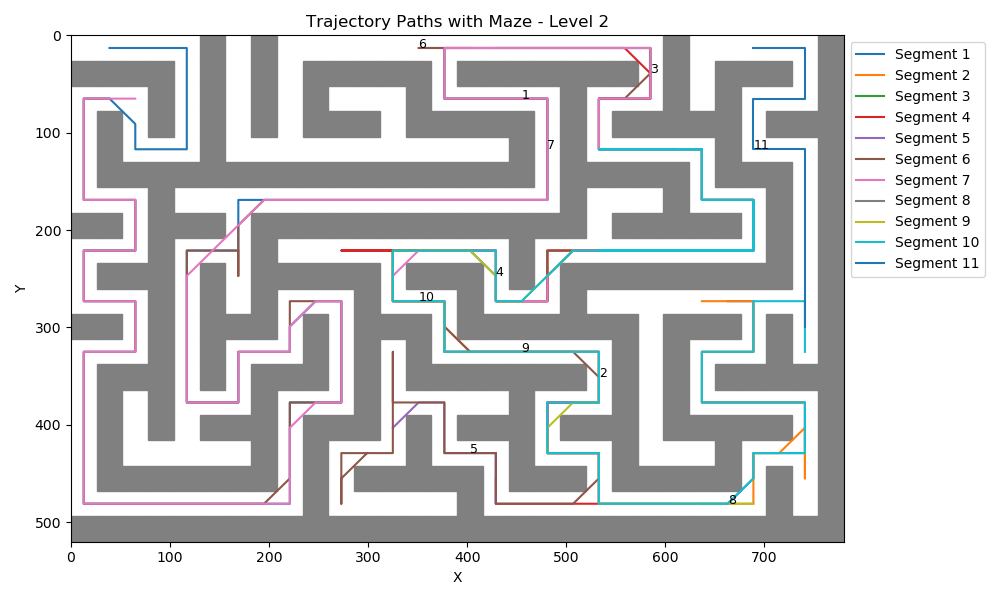 Trajectory Paths with Maze - Level 2
0
100
200
300
400
500
Y
0
100
200
300
400
500
600
700
X
6
3
1
7
11
4
10
9
2
5
8
Segment 1
Segment 2
Segment 3
Segment 4
Segment 5
Segment 6
Segment 7
Segment 8
Segment 9
Segment 10
Segment 11